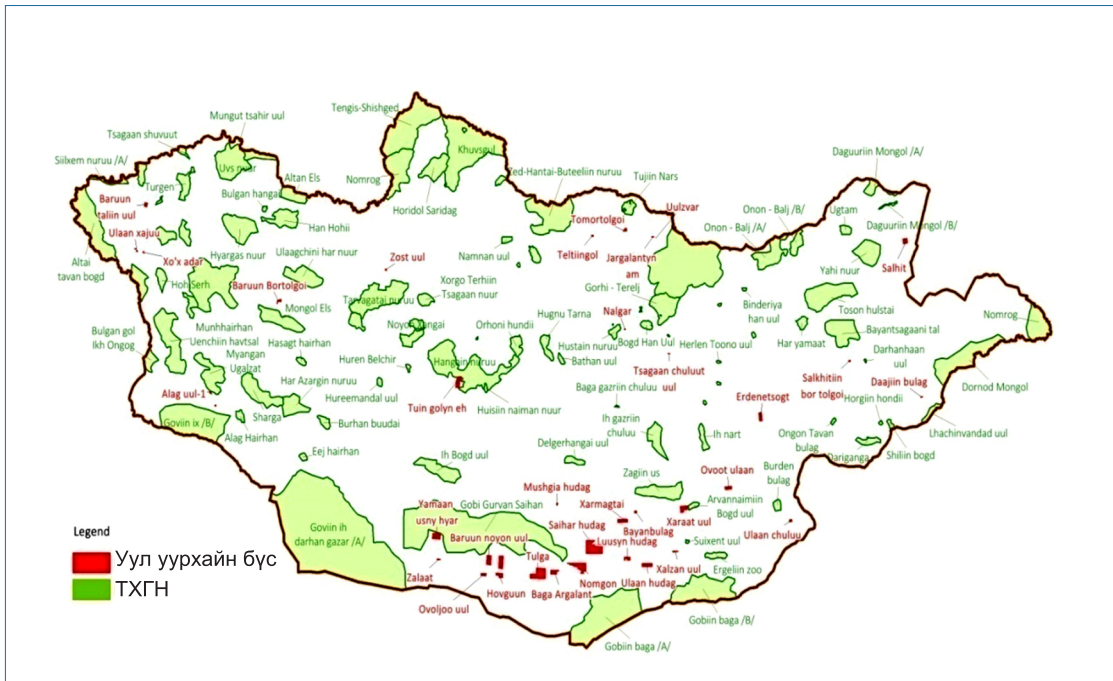 Tengis-Shishged
Mungut tsahir uul
Tsagaan shuvuut
Khuvsgul
Siilxem nuruu /A/
Uvs nuur
Daguuriin Mongol /A/
Zed-Hantai-Buteeliin nuruu
Tujiin Nars
Turgen
Altan Els
Nomrog
Bulgan hangai
Horidol Saridag
Baruun
taliin uul
Uulzvar
Onon - Balj /B/
Ugtam
Tomortolgoi
Han Hohii
Onon - Balj /A/
Daguuriin Mongol /B/
Ulaan xajuu
Hyargas nuur
Ulaagchini har nuur
Zost uul
Namnan uul
Teltiingol
Jargalantyn
am
Xo'x adar
Altai
tavan bogd
Yahi nuur
Salhit
Hoh Serh
Baruun Bortolgoi
Xorgo Terhiin
Tsagaan nuur
Gorhi - Terelj
Mongol Els
Tarvagatai nuruu
Binderiya
han uul
Toson hulstai
Nomrog
Munhhairhan
Uenchiin havtsal
Noyon hangai
Orhoni hundii
Hugnu Tarna
Nalgar
Bayantsagaani tal
Bulgan gol
Ikh Ongog
Hasagt hairhan
Hustain nuruu
Bogd Han Uul
Herlen Toono uul
Har yamaat
Myangan
Ugalzat
Huren Belchir
Hangain nuruu
Bathan uul
Tsagaan chuluut
uul
Darhanhaan
uul
Har Azargin nuruu
Hureemandal uul
Baga gazriin chuluu
Salkhitiin
bor tolgoi
Daajiin bulag
Dornod Mongol
Alag uul-1
Sharga
Tuin golyn eh
Huisiin naiman nuur
Erdenetsogt
Horgiin hondii
Goviin ix /B/
Burhan buudai
Ih gazriin
chuluu
Lhachinvandad uul
Alag Hairhan
Delgerhangai uul
Ih nart
Ongon Tavan
bulag
Dariganga
Shiliin bogd
Eej hairhan
Ih Bogd uul
Zagiin us
Ovoot ulaan
Burden
bulag
Mushgia hudag
Yamaan
usny hyar
Gobi Gurvan Saihan
Xarmagtai
Arvannaimiin
Bogd uul
Saihar hudag
Bayanbulag
Xaraat uul
Goviin ih
darhan gazar /A/
Baruun noyon uul
Luusyn hudag
Suixent uul
Ulaan chuluu
Tulga
Zalaat
Xalzan uul
Ergeliin zoo
Hovguun
Baga Argalant
Nomgon
Ulaan hudag
Ovoljoo uul
Gobiin baga /B/
Gobiin baga /A/
Legend
Уул уурхайн бүс
ТХГН